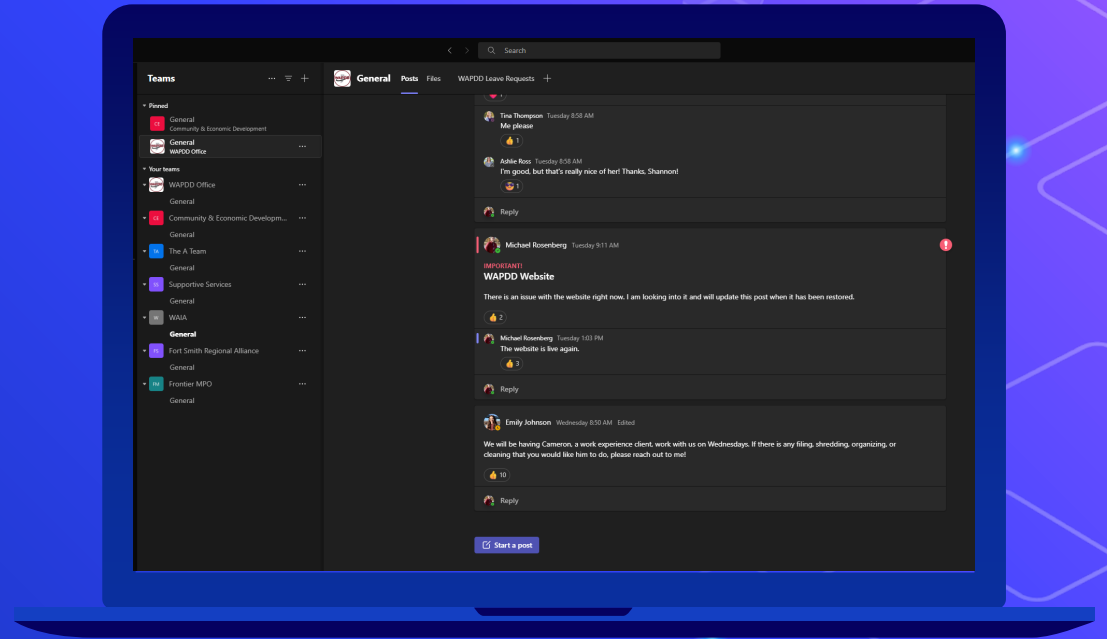 Search
Teams
General
Posts
Files
WAPDD Leave Requests
Pinned
CE
General
Community & Economic Development
General
WAPDD Office
Your teams
WAPDD Office
General
CE
Community & Economic Developm...
General
TA
The A Team
General
Supportive Services
General
W
WAIA
General
Fort Smith Regional Alliance
General
FM
Frontier MPO
General
1
Tina Thompson Tuesday 8:58 AM
Me please
1
Ashlie Ross Tuesday 8:58 AM
I'm good, but that's really nice of her! Thanks, Shannon!
1
Reply
Michael Rosenberg Tuesday 9:11 AM
IMPORTANT!
WAPDD Website
There is an issue with the website right now. I am looking into it and will update this post when it has been restored.
2
Michael Rosenberg Tuesday 1:03 PM
The website is live again.
3
Reply
Emily Johnson Wednesday 8:50 AM Edited
We will be having Cameron, a work experience client, work with us on Wednesdays. If there is any filing, shredding, organizing, or
cleaning that you would like him to do, please reach out to me!
10
Reply
Start a post